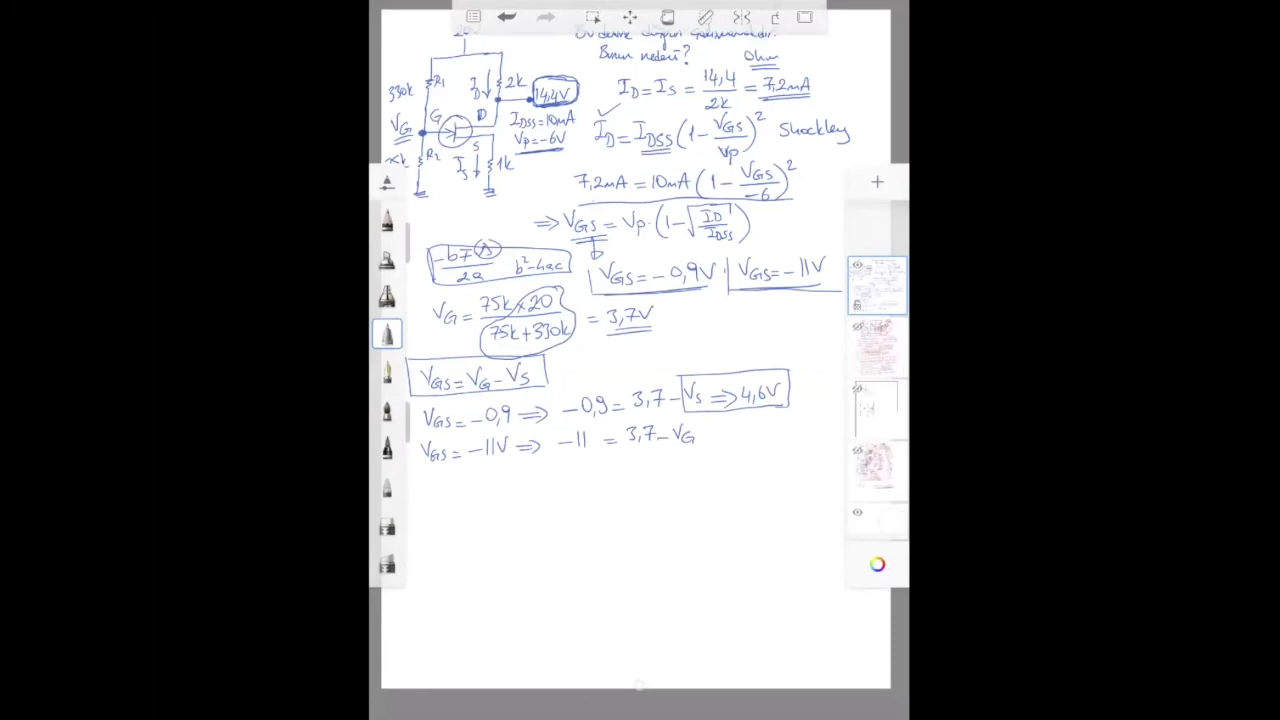 Bunun nedeni?
Ohm
330k R1 ID 2k 14,4V
ID = IS = 14,4 / 2k = 7,2mA
VG G D IDSS = 10mA
VP = -6V
ID = IDSS (1 - VGS / VP)² Shockley
R2 IS S 1k
7,2mA = 10mA (1 - VGS / -6)²
⇒ VGS = VP · (1 - √(ID / IDSS))
-b∓√Δ / 2a b²-4ac
VGS = -0,9V VGS = -11V
VG = 75k x 20 / 75k + 330k = 3,7V
VGS = VG - VS
VGS = -0,9 ⇒ -0,9 = 3,7 - VS ⇒ 4,6V
VGS = -11V ⇒ -11 = 3,7 - VG